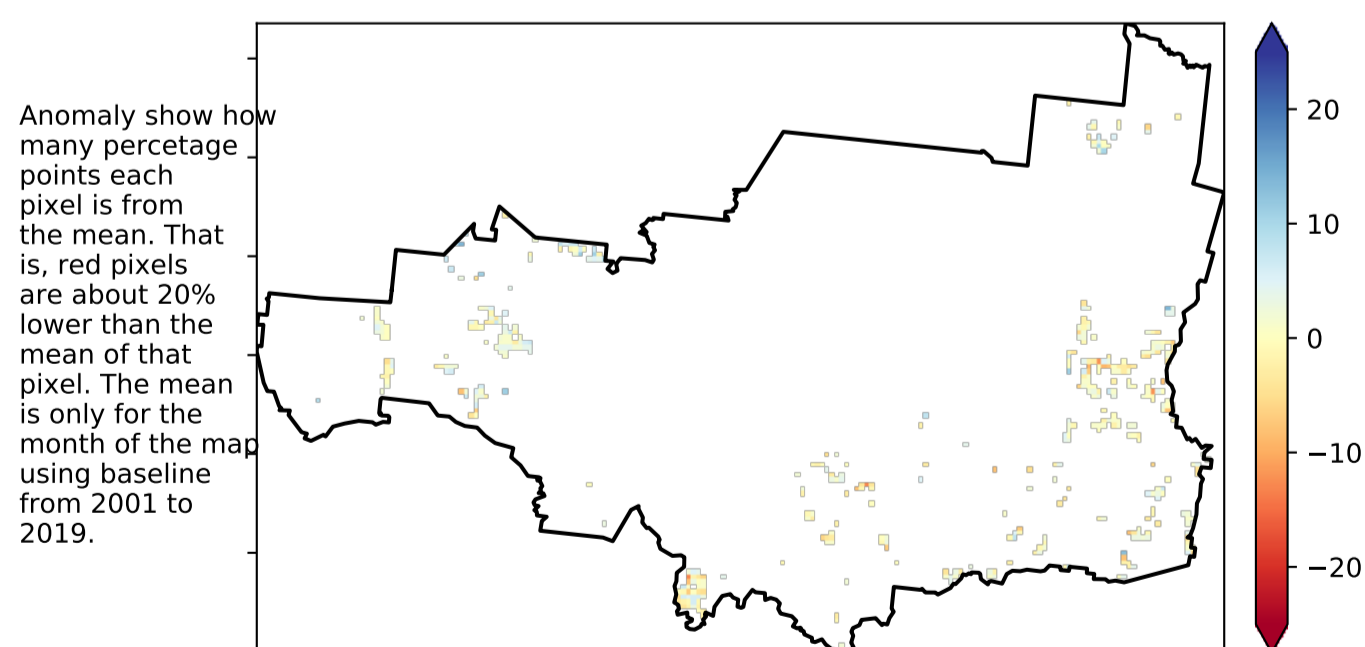 Anomaly show how
many percetage
points each
pixel is from
the mean. That
is, red pixels
are about 20%
lower than the
mean of that
pixel. The mean
is only for the
month of the map
using baseline
from 2001 to
2019.
20
10
0
−10
−20